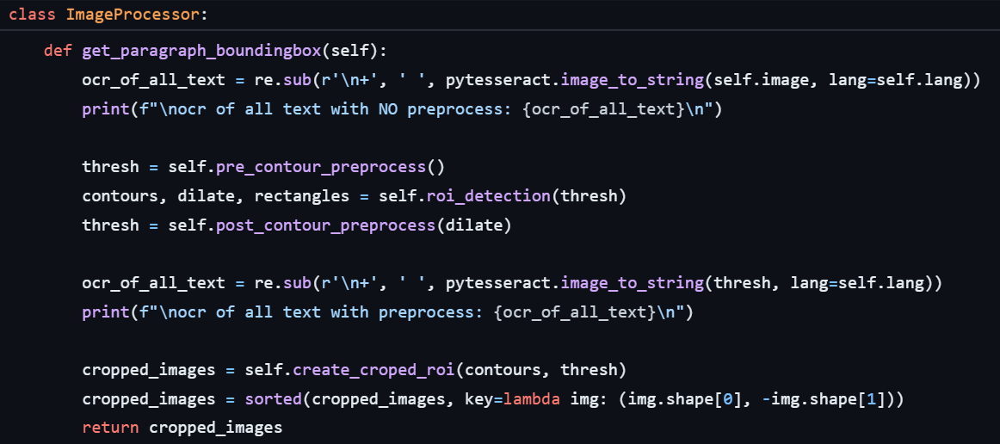 class ImageProcessor:
    def get_paragraph_boundingbox(self):
        ocr_of_all_text = re.sub(r'\n+', ' ', pytesseract.image_to_string(self.image, lang=self.lang))
        print(f"\nocr of all text with NO preprocess: {ocr_of_all_text}\n")

        thresh = self.pre_contour_preprocess()
        contours, dilate, rectangles = self.roi_detection(thresh)
        thresh = self.post_contour_preprocess(dilate)

        ocr_of_all_text = re.sub(r'\n+', ' ', pytesseract.image_to_string(thresh, lang=self.lang))
        print(f"\nocr of all text with preprocess: {ocr_of_all_text}\n")

        cropped_images = self.create_croped_roi(contours, thresh)
        cropped_images = sorted(cropped_images, key=lambda img: (img.shape[0], -img.shape[1]))
        return cropped_images